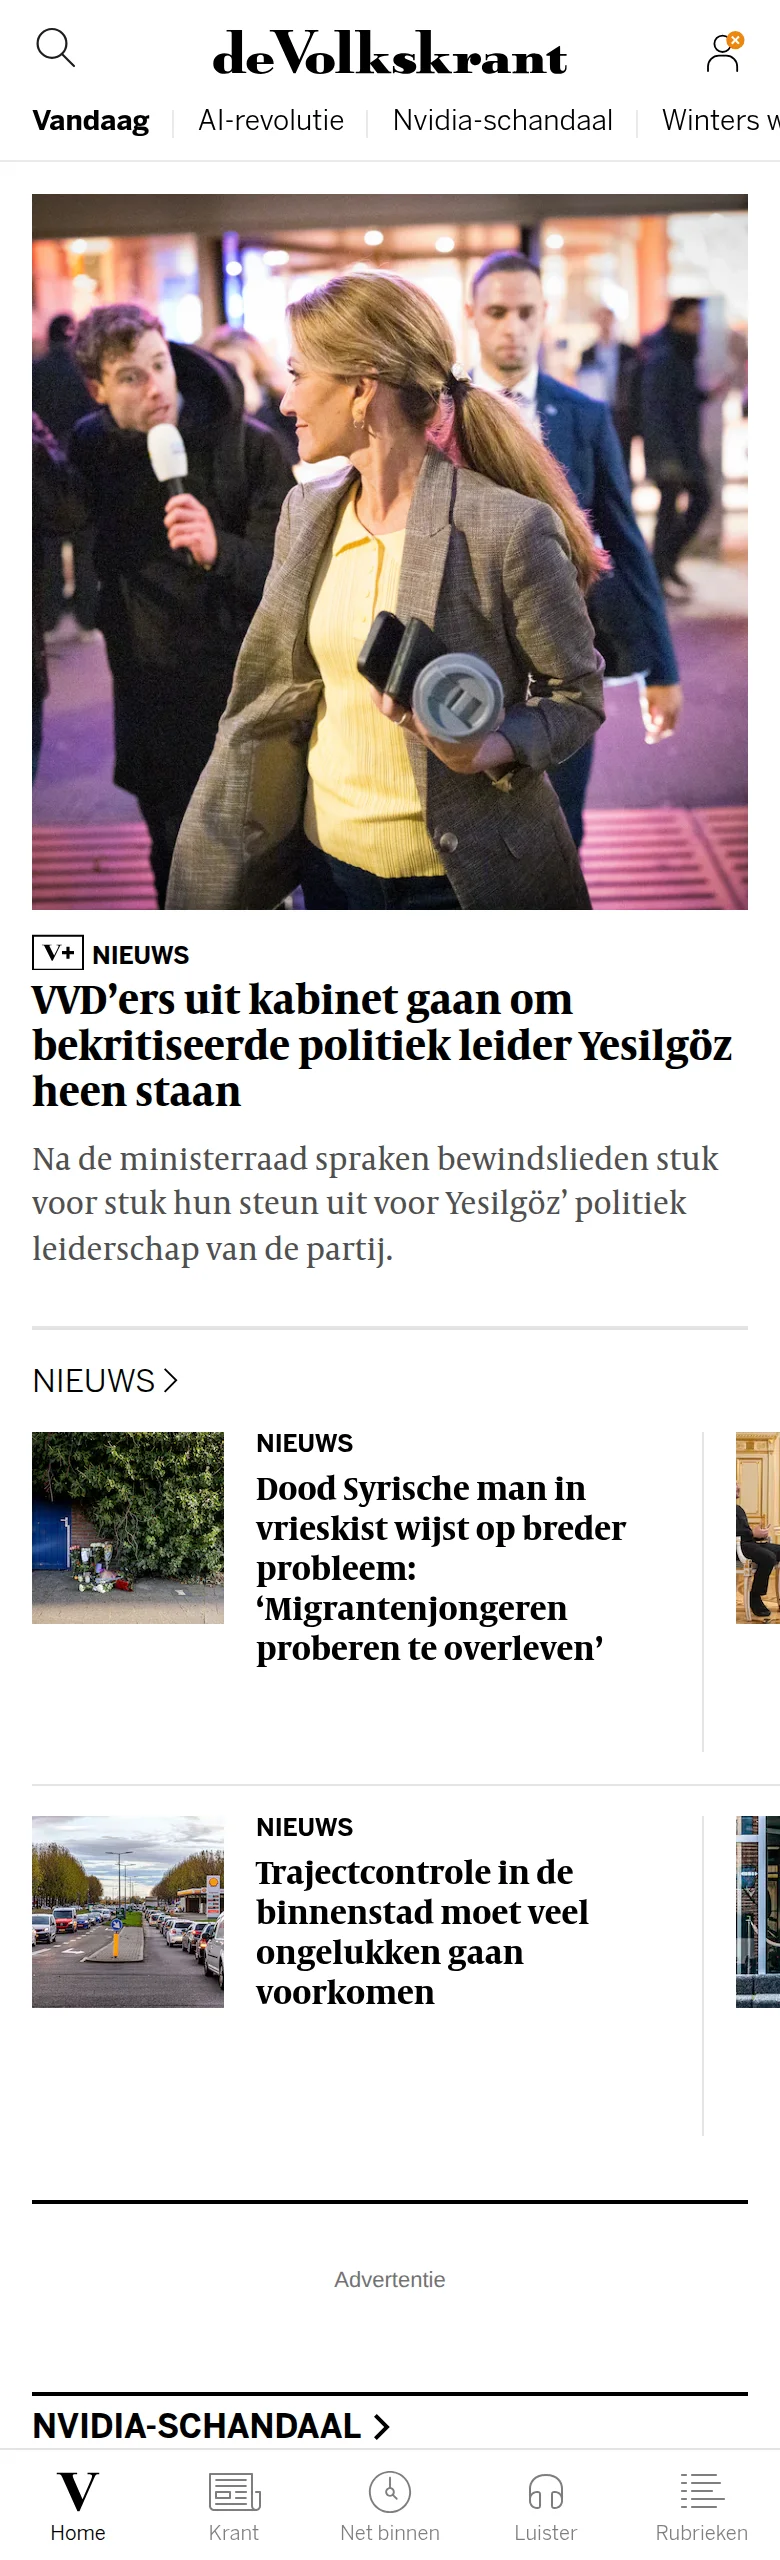 deVolkskrant
Vandaag
AI-revolutie
Nvidia-schandaal
Winters w
V+ NIEUWS
VVD’ers uit kabinet gaan om
bekritiseerde politiek leider Yesilgöz
heen staan
Na de ministerraad spraken bewindslieden stuk
voor stuk hun steun uit voor Yesilgöz’ politiek
leiderschap van de partij.
NIEUWS
NIEUWS
Dood Syrische man in
vrieskist wijst op breder
probleem:
‘Migrantenjongeren
proberen te overleven’
NIEUWS
Trajectcontrole in de
binnenstad moet veel
ongelukken gaan
voorkomen
Advertentie
NVIDIA-SCHANDAAL
V
Home
Krant
Net binnen
Luister
Rubrieken